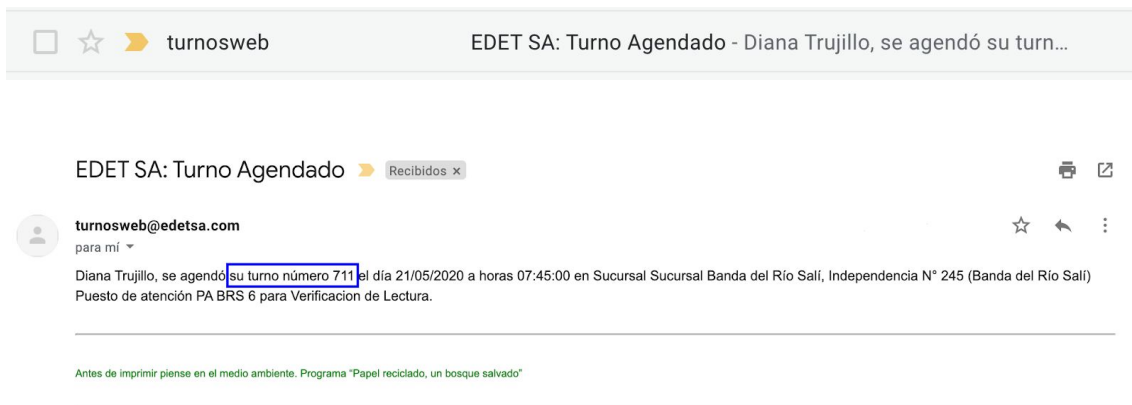 turnosweb EDET SA: Turno Agendado - Diana Trujillo, se agendó su turn...
EDET SA: Turno Agendado Recibidos x
turnosweb@edetsa.com
para mí
Diana Trujillo, se agendó su turno número 711 el día 21/05/2020 a horas 07:45:00 en Sucursal Sucursal Banda del Río Salí, Independencia N° 245 (Banda del Río Salí)
Puesto de atención PA BRS 6 para Verificacion de Lectura.
Antes de imprimir piense en el medio ambiente. Programa "Papel reciclado, un bosque salvado"